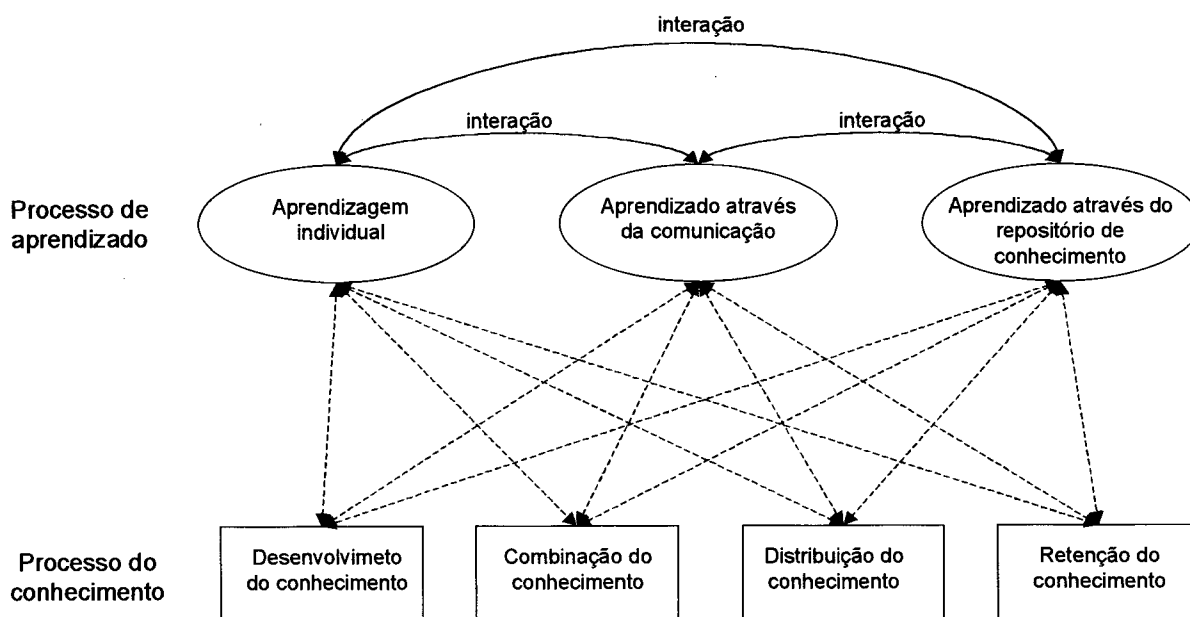 interação
interação
interação
Processo de
aprendizado
Aprendizagem
individual
Aprendizado através
da comunicação
Aprendizado através do
repositório de
conhecimento
Processo do
conhecimento
Desenvolvimeto
do conhecimento
Combinação do
conhecimento
Distribuição do
conhecimento
Retenção do
conhecimento